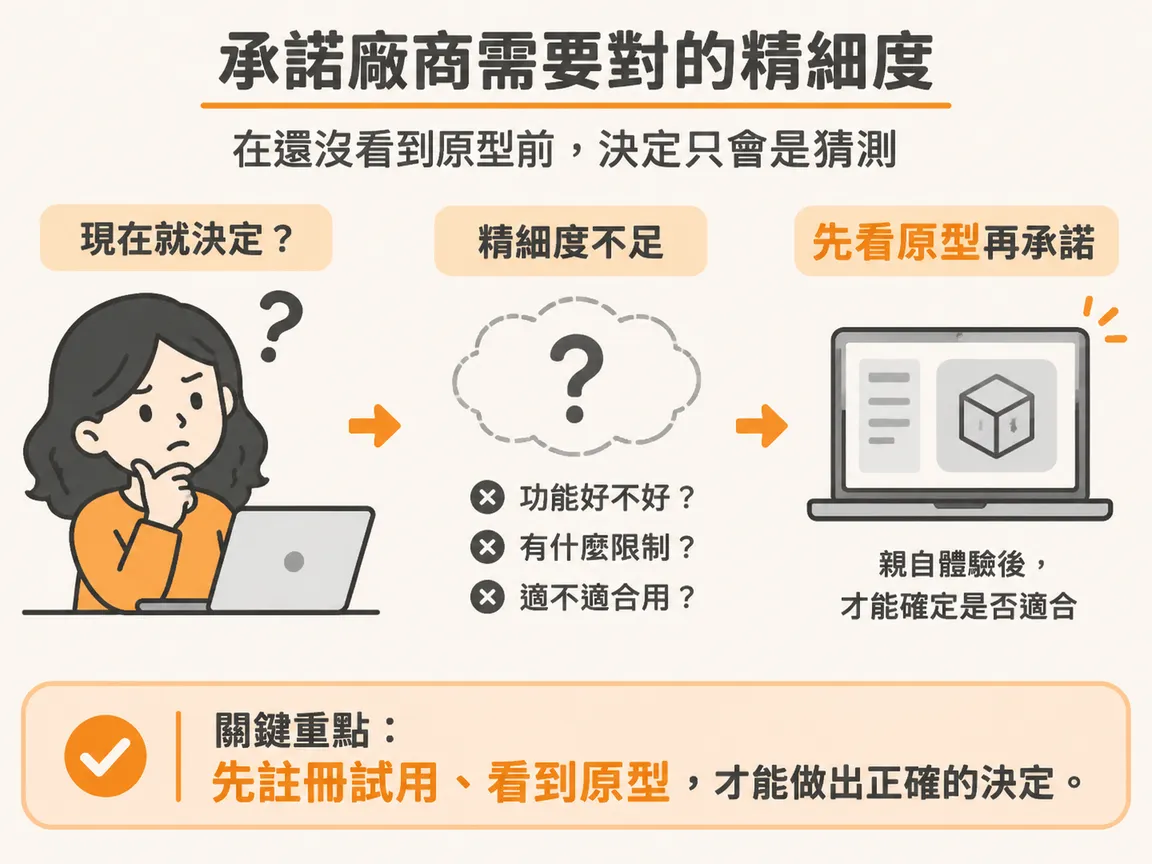 承諾廠商需要對的精細度
在還沒看到原型前，決定只會是猜測
現在就決定？
精細度不足
先看原型再承諾
?
?
功能好不好？
有什麼限制？
適不適合用？
親自體驗後，
才能確定是否適合
關鍵重點：
先註冊試用、看到原型，才能做出正確的決定。